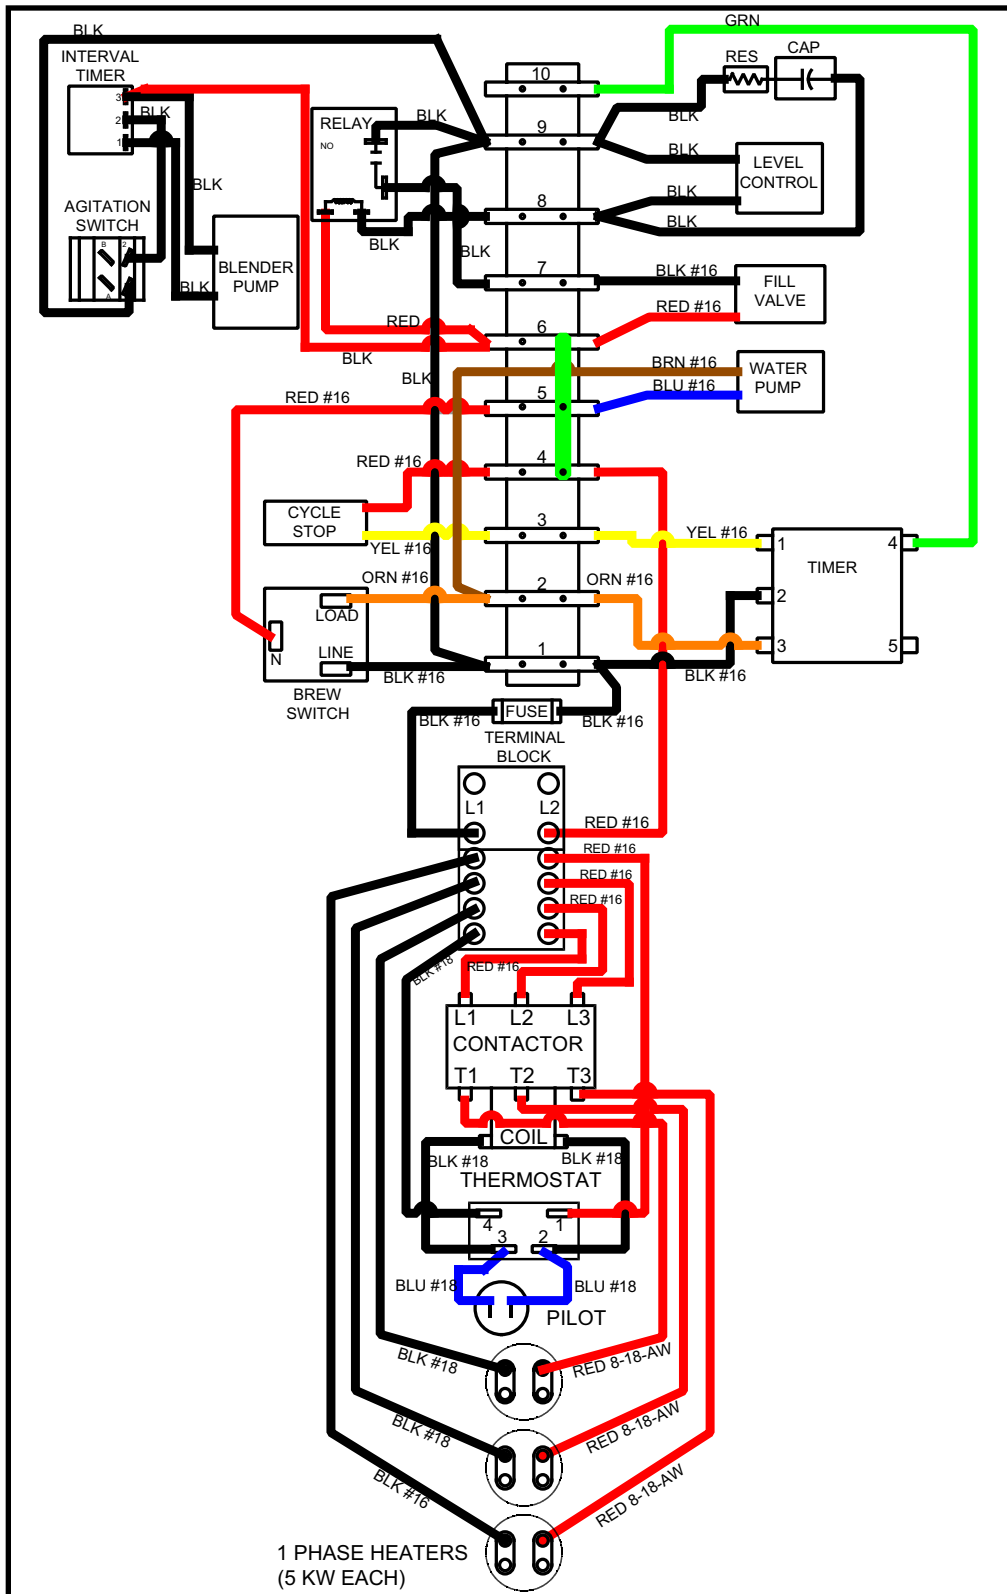 BLK
GRN
INTERVAL
TIMER
3
2
1
BLK
RELAY
NO
BLK
10
9
RES
CAP
BLK
BLK
LEVEL
CONTROL
BLK
BLK
BLK
AGITATION
SWITCH
B
2
A
BLK
BLENDER
PUMP
BLK
BLK
8
BLK
7
BLK #16
FILL
VALVE
RED #16
RED
6
BLK
BLK
BRN #16
WATER
PUMP
BLU #16
RED #16
5
RED #16
4
CYCLE
STOP
YEL #16
3
YEL #16
1
4
TIMER
ORN #16
2
ORN #16
2
LOAD
N
LINE
BLK #16
1
3
5
BLK #16
BREW
SWITCH
BLK #16
FUSE
BLK #16
TERMINAL
BLOCK
L1
L2
RED #16
RED #16
RED #16
RED #16
BLK #18
RED #16
L1
L2
L3
CONTACTOR
T1
T2
T3
COIL
BLK #18
BLK #18
THERMOSTAT
4
1
3
2
BLU #18
BLU #18
PILOT
BLK #18
RED 8-18-AW
BLK #18
RED 8-18-AW
BLK #16
RED 8-18-AW
1 PHASE HEATERS
(5 KW EACH)